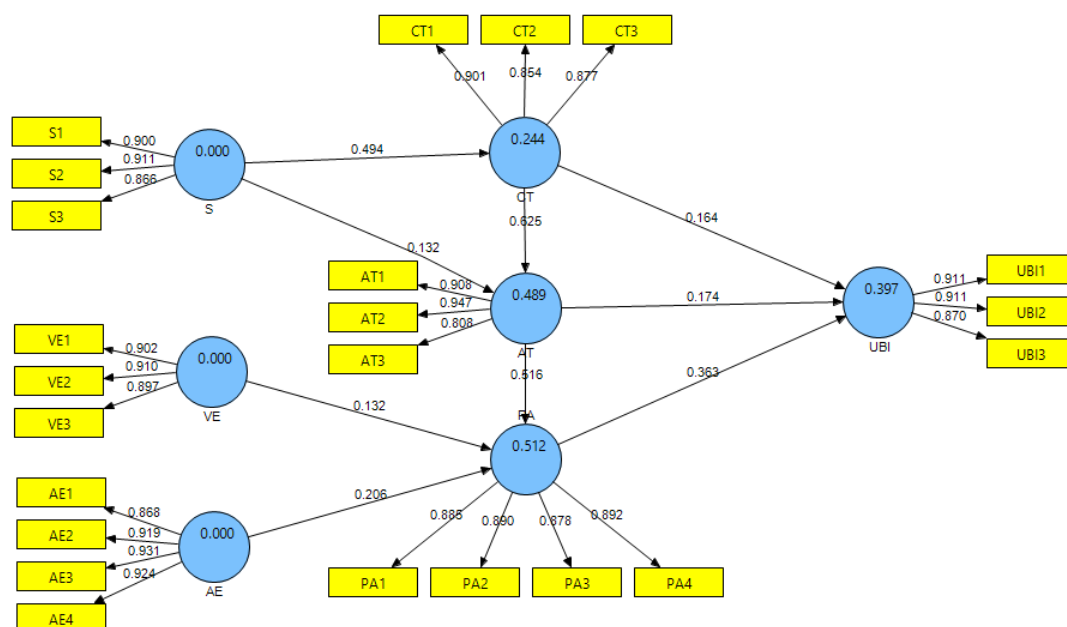 CT1 CT2 CT3
0.901 0.854 0.877
S1 0.900
S2 0.911
S3 0.866
0.000
S
0.494
0.244
CT
0.625
0.132
0.164
AT1 0.908
AT2 0.947
AT3 0.808
0.489
AT
0.174
0.516
0.397
UBI
0.911 UBI1
0.911 UBI2
0.870 UBI3
VE1 0.902
VE2 0.910
VE3 0.897
0.000
VE
0.132
0.363
PA
0.512
0.206
AE1 0.868
AE2 0.919
AE3 0.931
AE4 0.924
0.000
AE
0.885 0.890 0.878 0.892
PA1 PA2 PA3 PA4